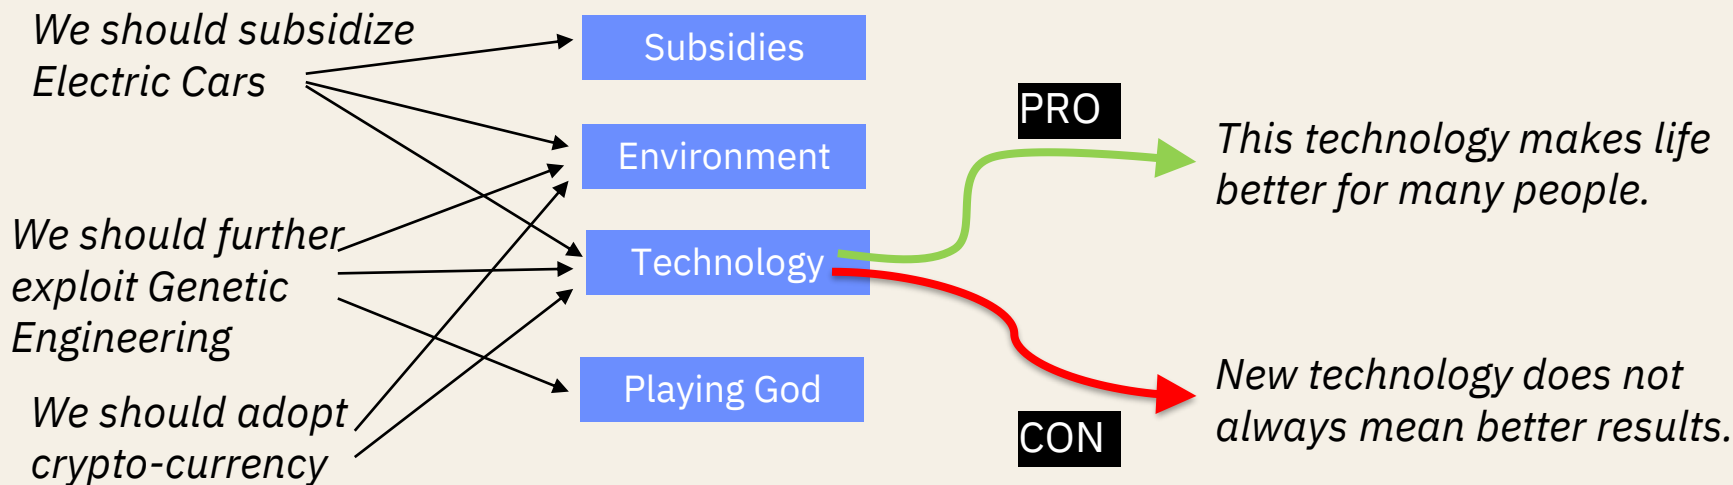 We should subsidize
Electric Cars
We should further
exploit Genetic
Engineering
We should adopt
crypto-currency
Subsidies
Environment
Technology
Playing God
PRO
CON
This technology makes life
better for many people.
New technology does not
always mean better results.